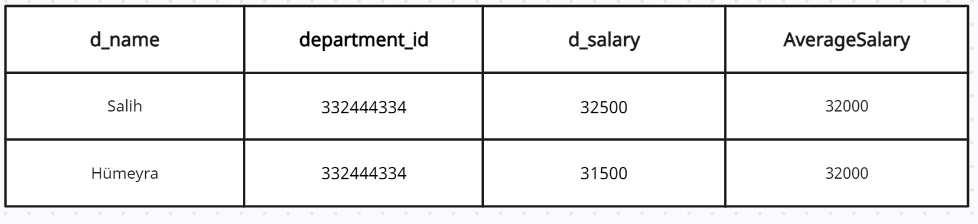 d_name department_id d_salary AverageSalary
Salih 332444334 32500 32000
Hümeyra 332444334 31500 32000